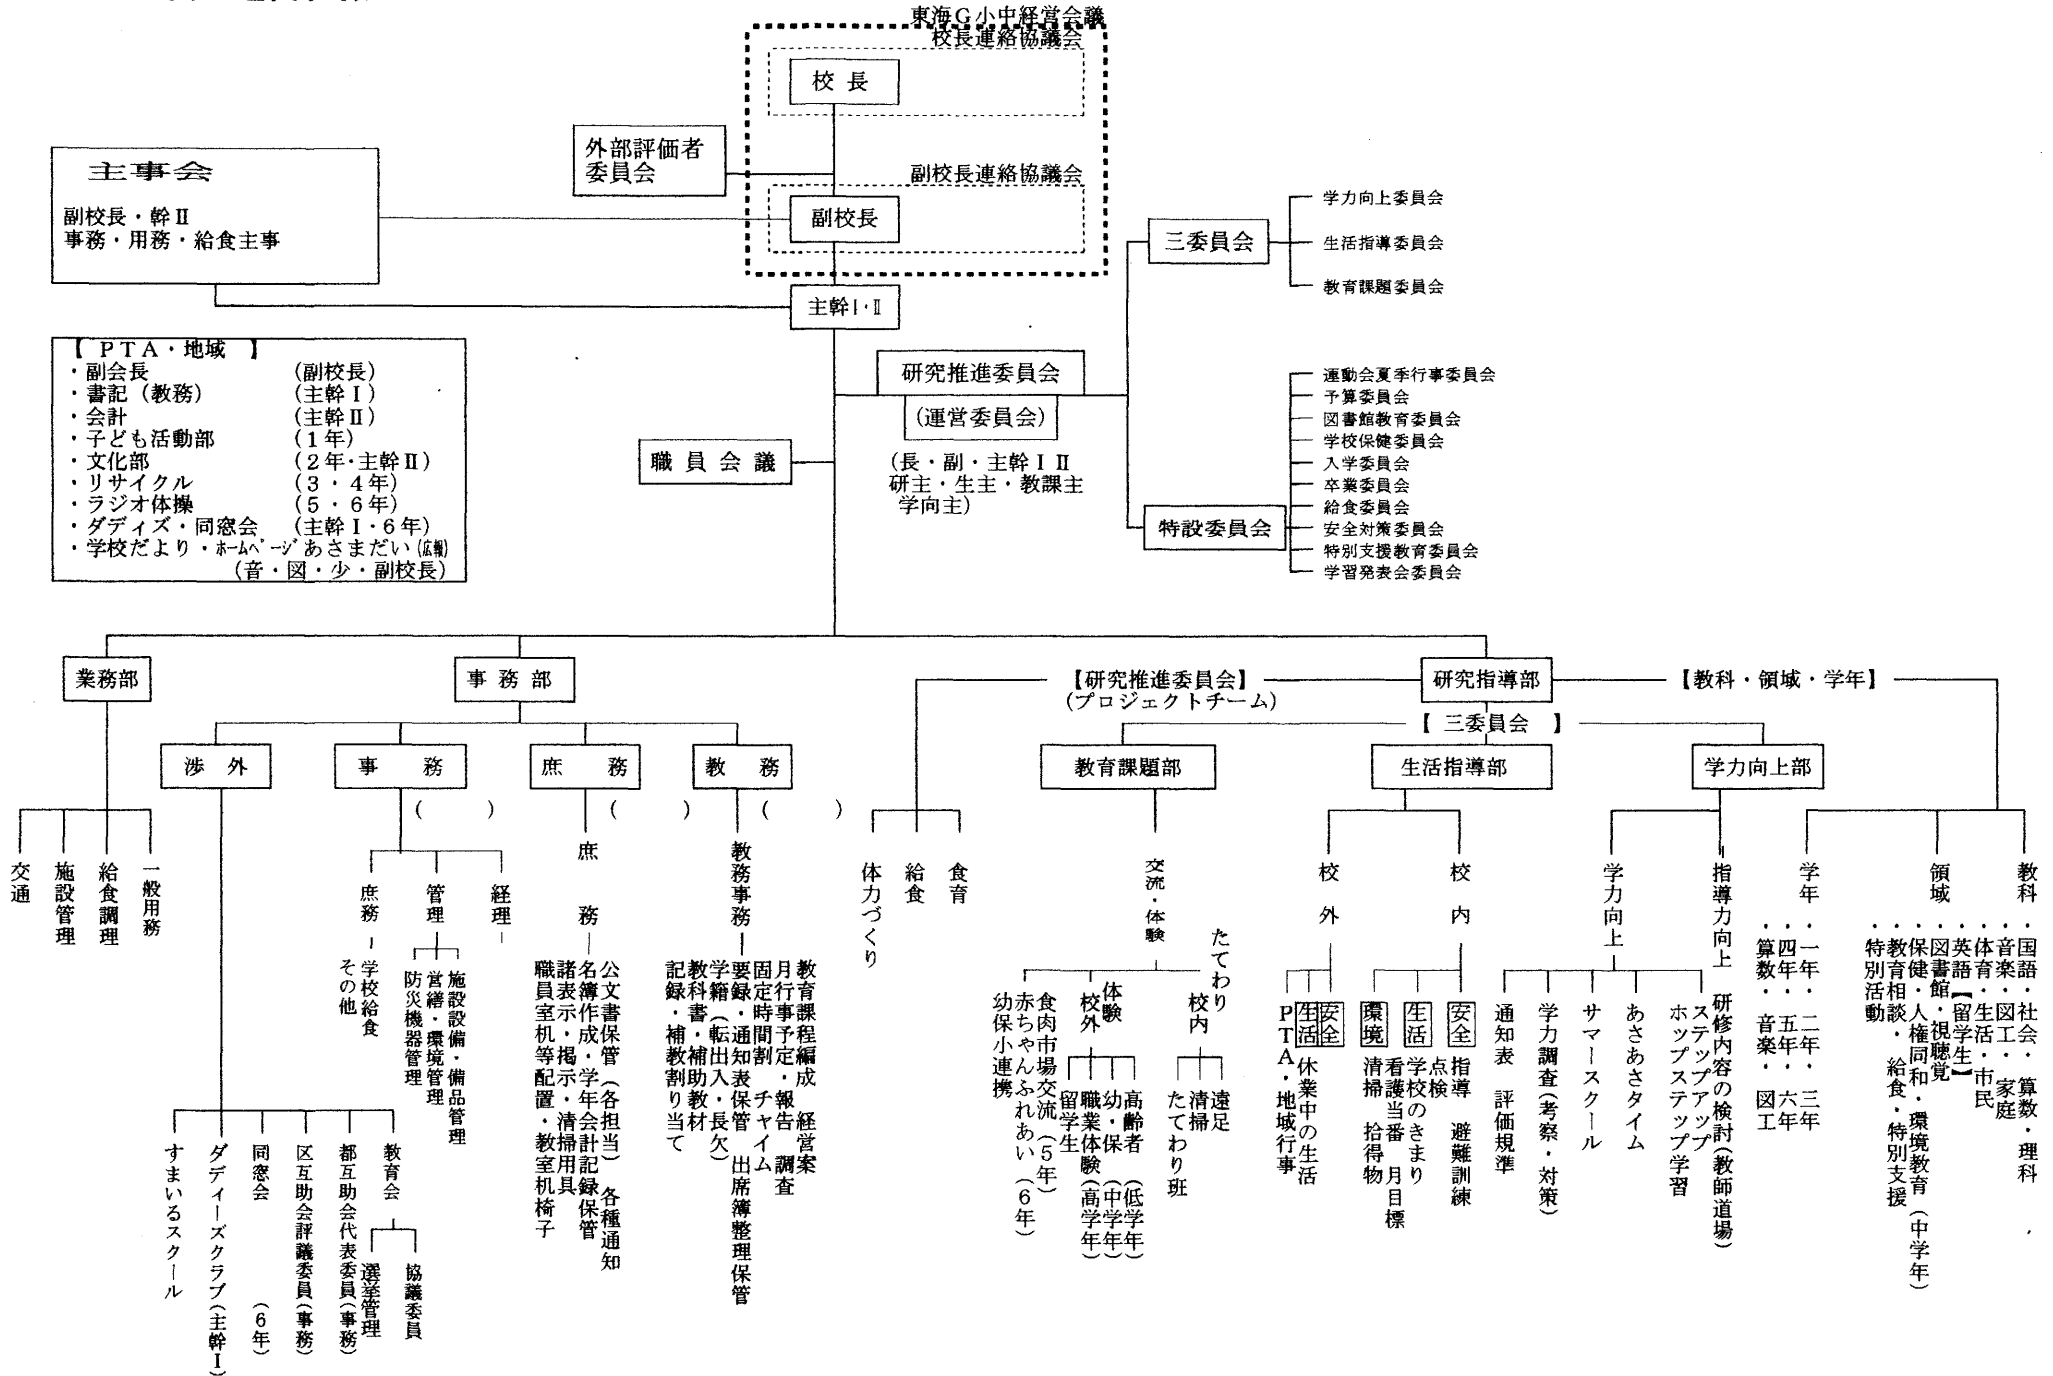 東海Ｇ小中経営会議
校長連絡協議会
校 長
外部評価者
委員会
副校長連絡協議会
副校長
主事会
副校長・幹Ⅱ
事務・用務・給食主事
主幹Ⅰ・Ⅱ
三委員会
学力向上委員会
生活指導委員会
教育課題委員会
【 ＰＴＡ・地域 】
・副会長 (副校長)
・書記（教務） (主幹Ⅰ)
・会計 (主幹Ⅱ)
・子ども活動部 (１年)
・文化部 (２年・主幹Ⅱ)
・リサイクル (３・４年)
・ラジオ体操 (５・６年)
・ダディズ・同窓会 (主幹Ⅰ・６年)
・学校だより・ホームページあさまだい(広報)
(音・図・少・副校長)
研究推進委員会
(運営委員会)
(長・副・主幹ⅠⅡ
研主・生主・教課主
学向主)
職 員 会 議
特設委員会
運動会夏季行事委員会
予算委員会
図書館教育委員会
学校保健委員会
入学委員会
卒業委員会
給食委員会
安全対策委員会
特別支援教育委員会
学習発表会委員会
業務部
事 務 部
【研究推進委員会】
(プロジェクトチーム)
研究指導部
【教科・領域・学年】
【 三委員会 】
渉 外
事 務
庶 務
教 務
教育課題部
生活指導部
学力向上部
( )
( )
( )
交通
施設管理
給食調理
一般用務
すまいるスクール
ダディーズクラブ(主幹Ⅰ)
同窓会 (６年)
区互助会評議委員(事務)
都互助会代表委員(事務)
教育会
選挙管理
協議委員
庶務
学校給食
その他
管理
施設設備・備品管理
営繕・環境管理
防災機器管理
経理
庶 務
公文書保管（各担当）各種通知
名簿作成・学年会計記録保管
諸表示・掲示・清掃用具
職員室机等配置・教室机椅子
教務事務
教育課程編成 経営案
月行事予定・報告 調査
固定時間割 チャイム
要録・通知表保管 出席簿整理保管
学籍（転出入・長欠）
教科書・補助教材
記録・補教割り当て
体力づくり
給食
食育
交流・体験
たてわり
校内
遠足
清掃
たてわり班
体験
校外
高齢者 (低学年)
幼・保 (中学年)
職業体験(高学年)
留学生
食肉市場交流（５年）
赤ちゃんふれあい（６年）
幼保小連携
校 外
安全
生活 休業中の生活
ＰＴＡ・地域行事
校 内
安全 指導 避難訓練
点検
生活 学校のきまり
看護当番 月目標
環境 清掃 拾得物
学力向上
ステップアップ
ホップステップ学習
あさあさタイム
サマースクール
学力調査(考察・対策)
通知表 評価規準
指導力向上 研修内容の検討(教師道場)
学年
・一年・二年・三年
・四年・五年・六年
・算数・音楽・図工
領域
・図書館・視聴覚
・保健・人権同和・環境教育（中学年）
・教育相談・給食・特別支援
・特別活動
教科
・国語・社会・算数・理科
・音楽・図工・家庭
・体育・生活・市民
英語【留学生】